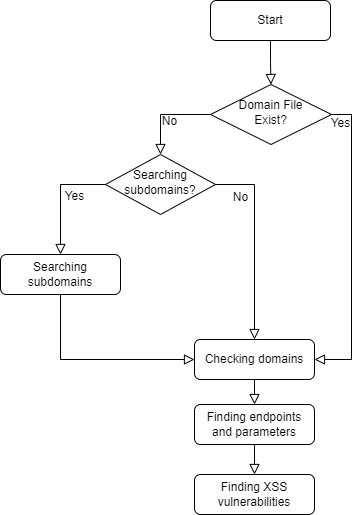 Start
Domain File
Exist?
No
Yes
Searching
subdomains?
Yes
No
Searching
subdomains
Checking domains
Finding endpoints
and parameters
Finding XSS
vulnerabilities